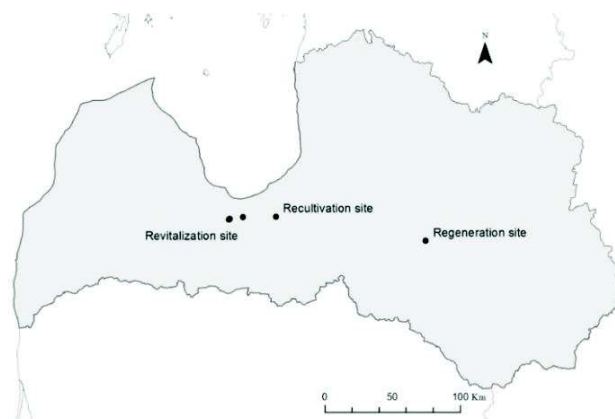 N
Recultivation site
Revitalization site
Regeneration site
0 50 100 Km